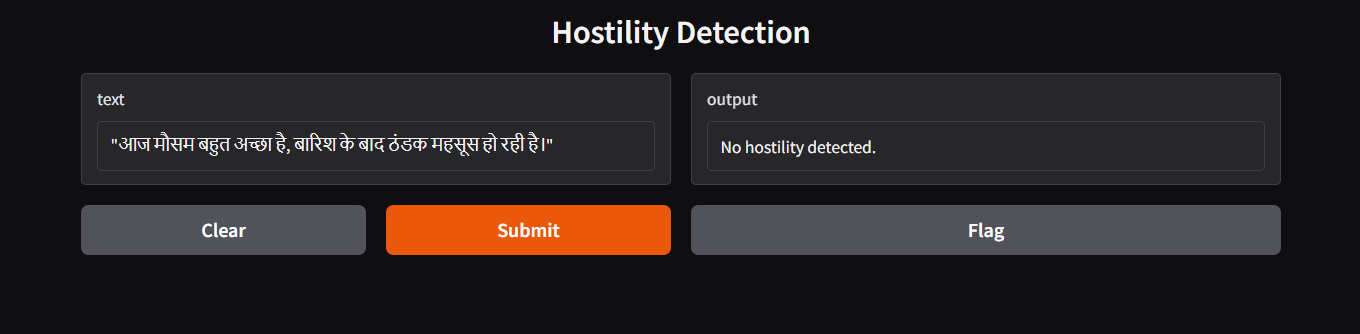 Hostility Detection
text
output
"आज मौसम बहुत अच्छा है, बारिश के बाद ठंडक महसूस हो रही है।"
No hostility detected.
Clear
Submit
Flag